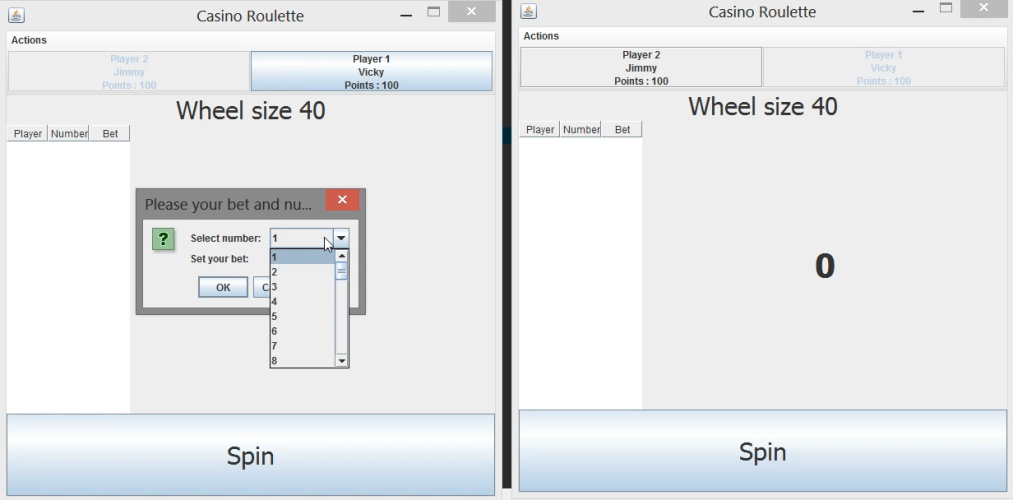 Casino Roulette
Actions
Player 2
Jimmy
Points : 100
Player 1
Vicky
Points : 100
Wheel size 40
Player Number Bet
Please your bet and nu...
? Select number: 1
Set your bet:
OK C
1
2
3
4
5
6
7
8
Spin
Casino Roulette
Actions
Player 2
Jimmy
Points : 100
Player 1
Vicky
Points : 100
Wheel size 40
Player Number Bet
0
Spin